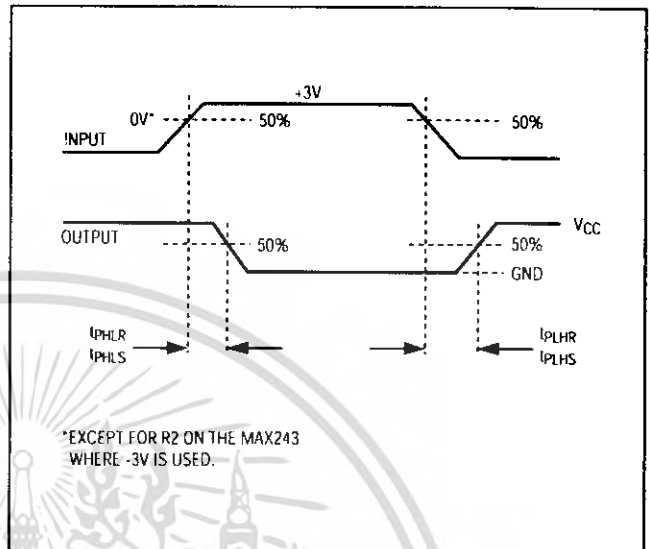 +3V
0V*
50%
50%
INPUT
OUTPUT
VCC
50%
50%
GND
tPHLR
tPHLS
tPLHR
tPLHS
*EXCEPT FOR R2 ON THE MAX243
WHERE -3V IS USED.